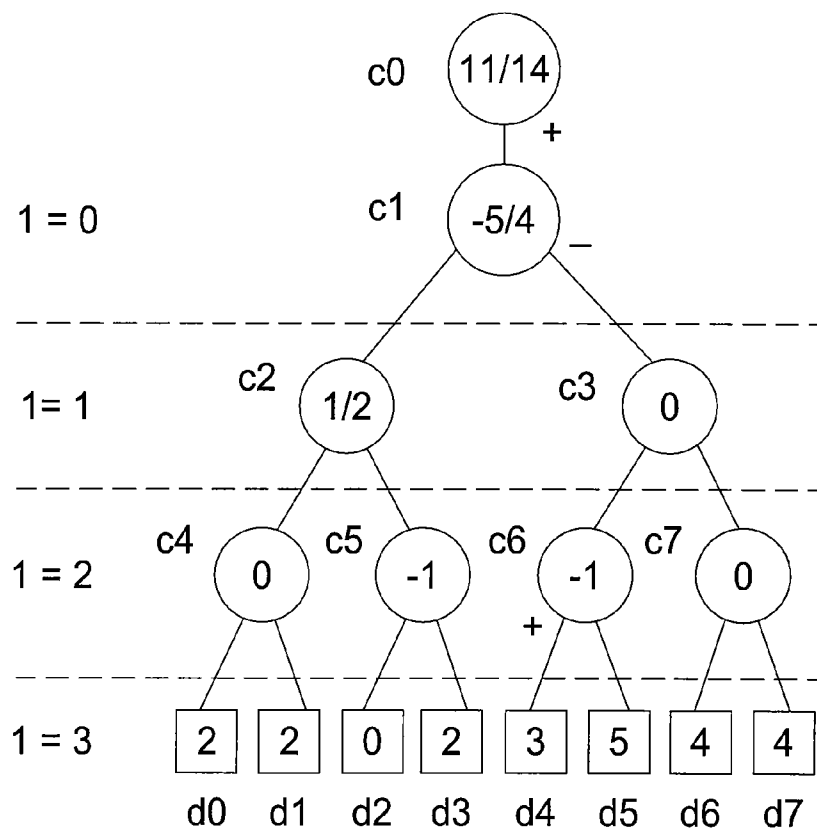 c0 11/14
+
1 = 0 c1 -5/4 –
1= 1 c2 1/2 c3 0
1 = 2 c4 0 c5 -1 c6 -1 c7 0
+
1 = 3 2 2 0 2 3 5 4 4
d0 d1 d2 d3 d4 d5 d6 d7